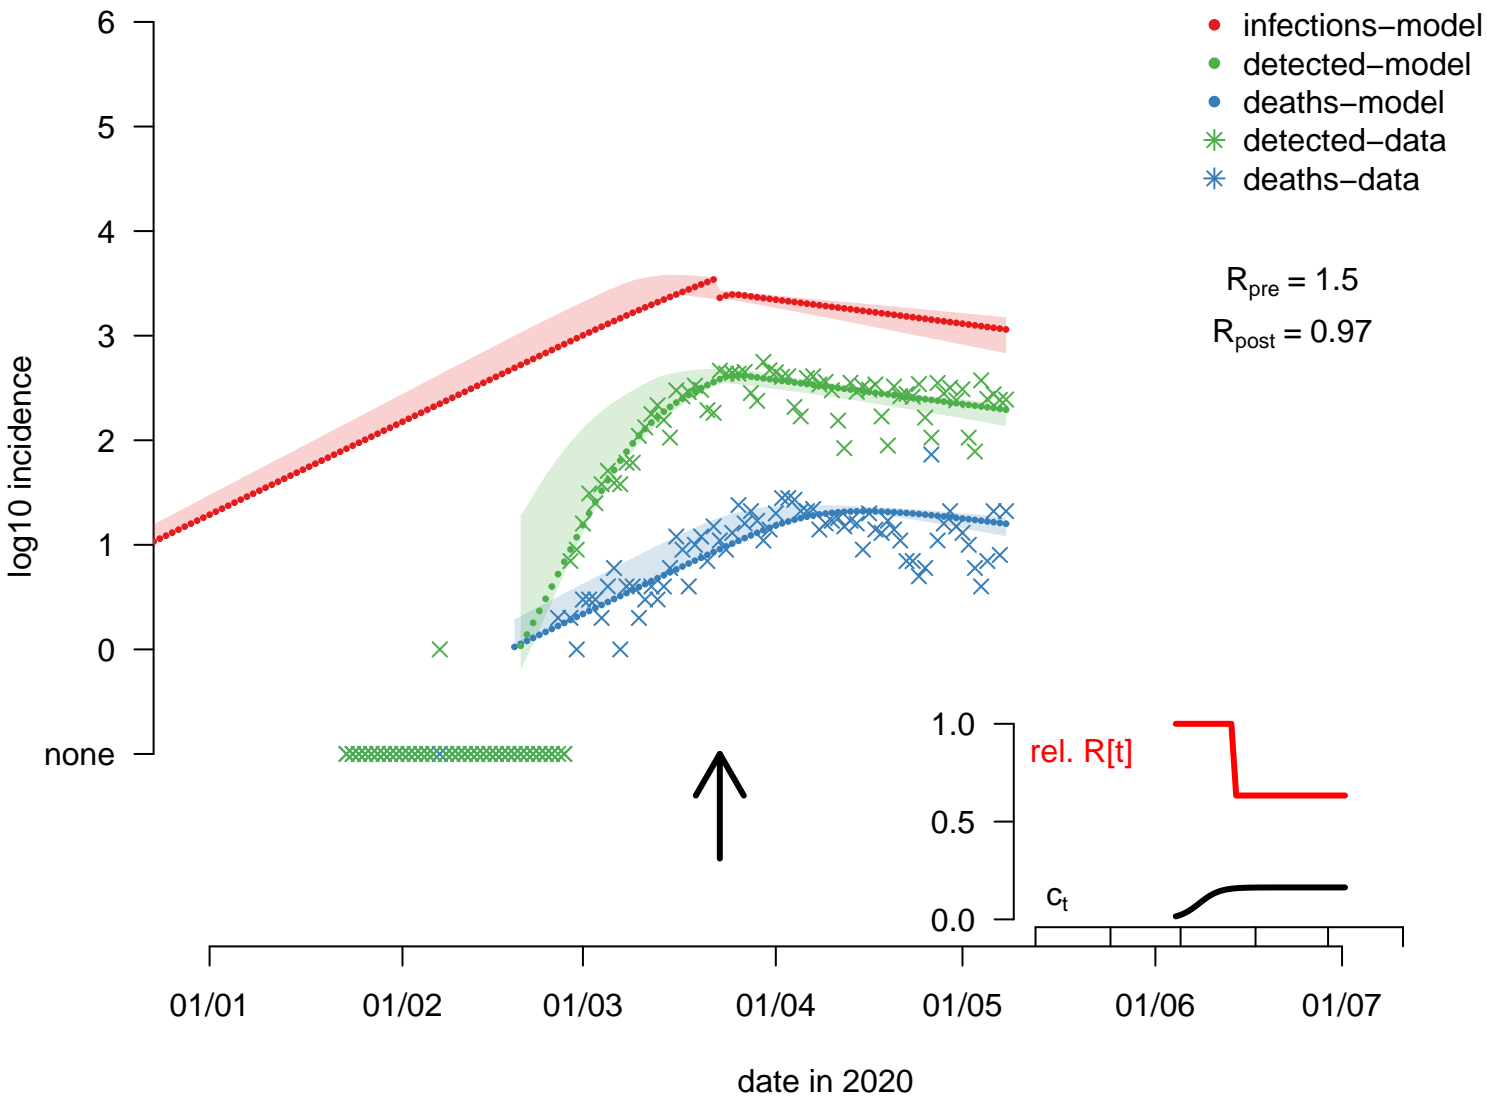 6
5
4
3
2
1
0
none
log10 incidence
infections−model
detected−model
deaths−model
detected−data
deaths−data
Rpre = 1.5
Rpost = 0.97
1.0
0.5
0.0
rel. R[t]
ct
01/01 01/02 01/03 01/04 01/05 01/06 01/07
date in 2020